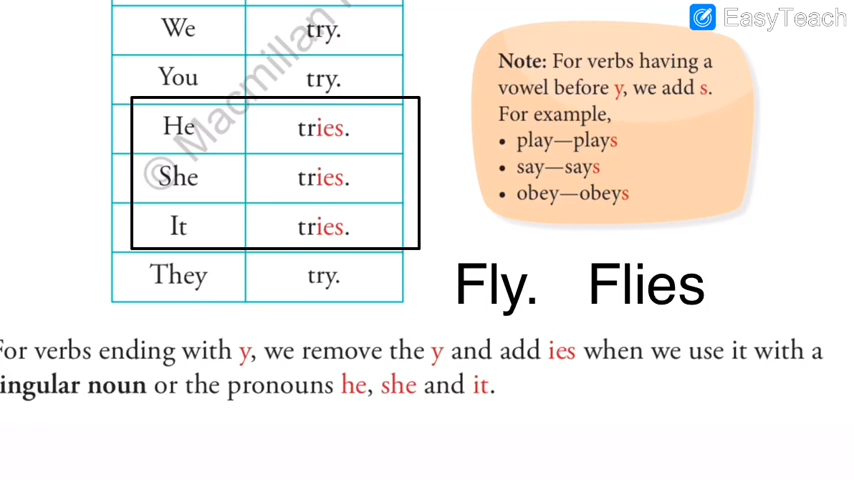 EasyTeach
We try.
You try.
He tries.
She tries.
It tries.
They try.
© Macmillan
Note: For verbs having a
vowel before y, we add s.
For example,
• play—plays
• say—says
• obey—obeys
Fly. Flies
For verbs ending with y, we remove the y and add ies when we use it with a
ingular noun or the pronouns he, she and it.